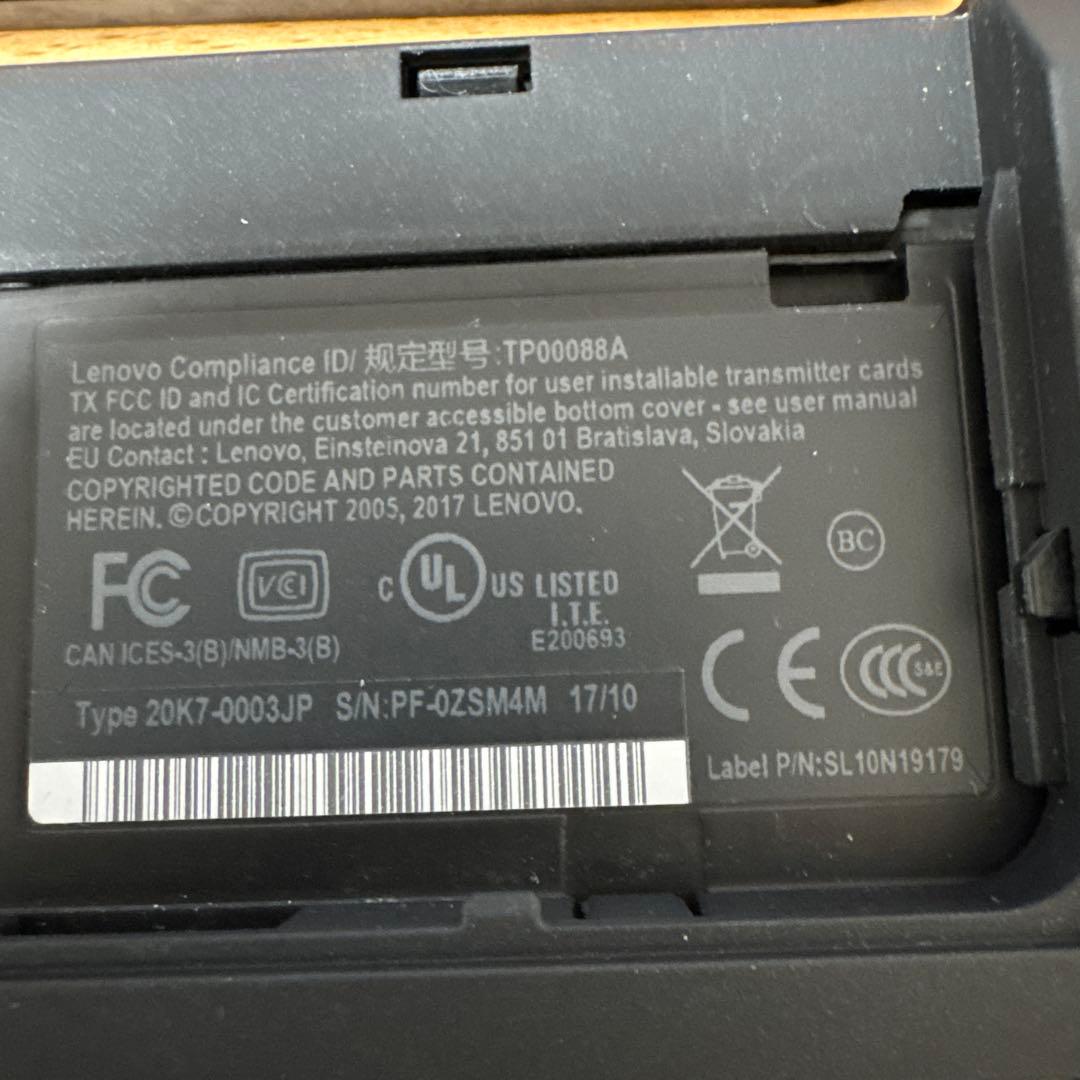 Lenovo Compliance ID/ 规定型号:TP00088A
TX FCC ID and IC Certification number for user installable transmitter cards
are located under the customer accessible bottom cover - see user manual
EU Contact : Lenovo, Einsteinova 21, 851 01 Bratislava, Slovakia
COPYRIGHTED CODE AND PARTS CONTAINED
HEREIN. ©COPYRIGHT 2005, 2017 LENOVO.
FC
VCCI
C UL US LISTED
I.T.E.
E200693
BC
CAN ICES-3(B)/NMB-3(B)
CE
CCC S&E
Type 20K7-0003JP S/N:PF-0ZSM4M 17/10
Label P/N:SL10N19179